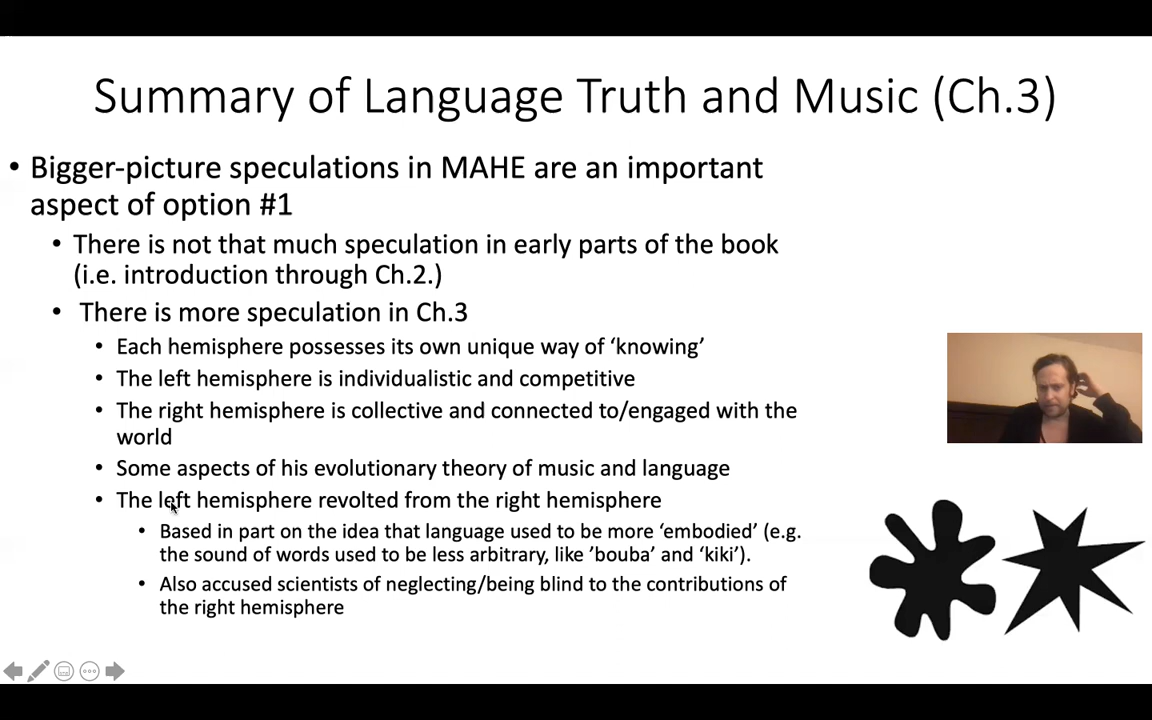 Summary of Language Truth and Music (Ch.3)
• Bigger-picture speculations in MAHE are an important
aspect of option #1
• There is not that much speculation in early parts of the book
(i.e. introduction through Ch.2.)
• There is more speculation in Ch.3
• Each hemisphere possesses its own unique way of ‘knowing’
• The left hemisphere is individualistic and competitive
• The right hemisphere is collective and connected to/engaged with the
world
• Some aspects of his evolutionary theory of music and language
• The left hemisphere revolted from the right hemisphere
• Based in part on the idea that language used to be more ‘embodied’ (e.g.
the sound of words used to be less arbitrary, like ’bouba’ and ‘kiki’).
• Also accused scientists of neglecting/being blind to the contributions of
the right hemisphere